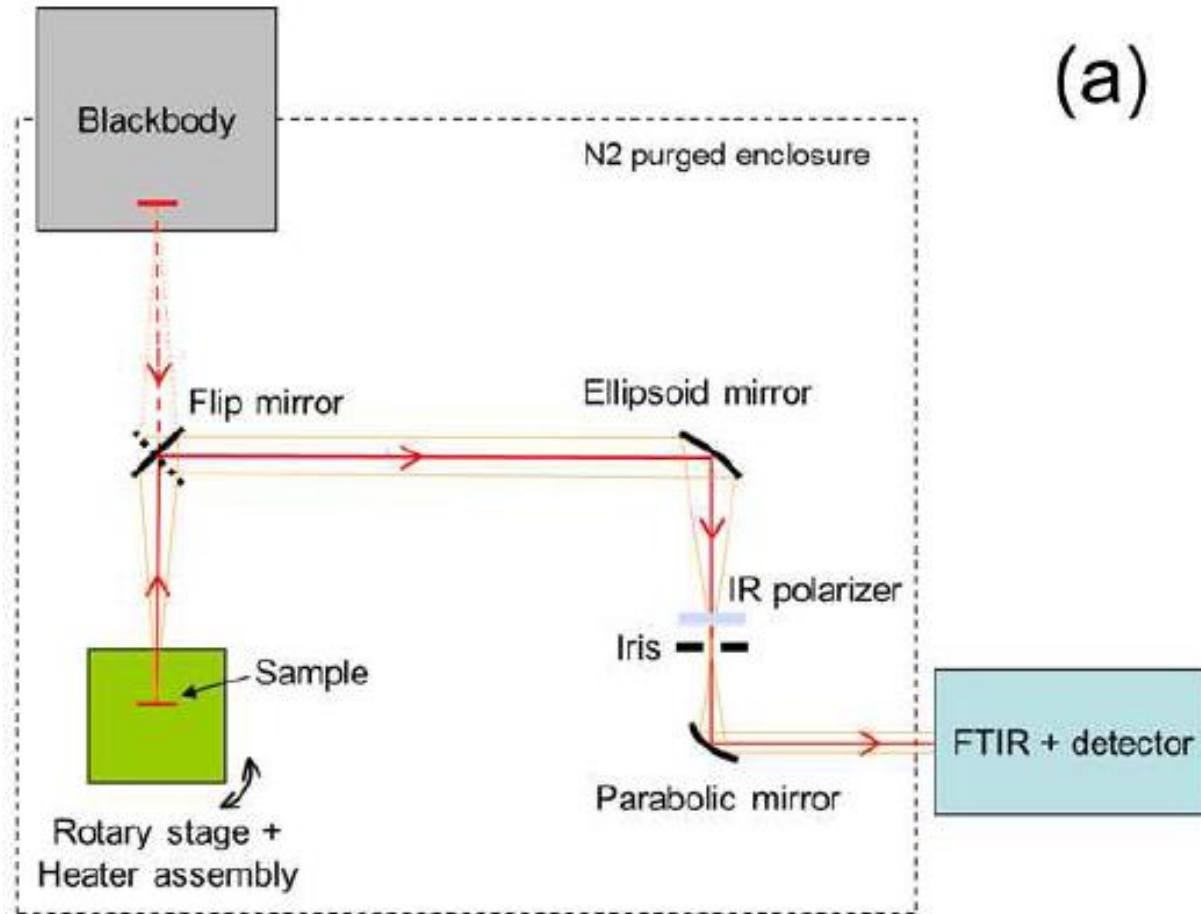 (a)
Blackbody
N2 purged enclosure
Flip mirror
Ellipsoid mirror
IR polarizer
Iris
Sample
FTIR + detector
Parabolic mirror
Rotary stage +
Heater assembly